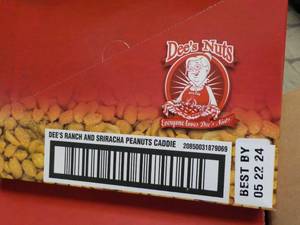 Dee's Nuts
Everyone loves Dee's Nuts
DEE'S RANCH AND SRIRACHA PEANUTS CADDIE 20850031879069
BEST BY
05 22 24